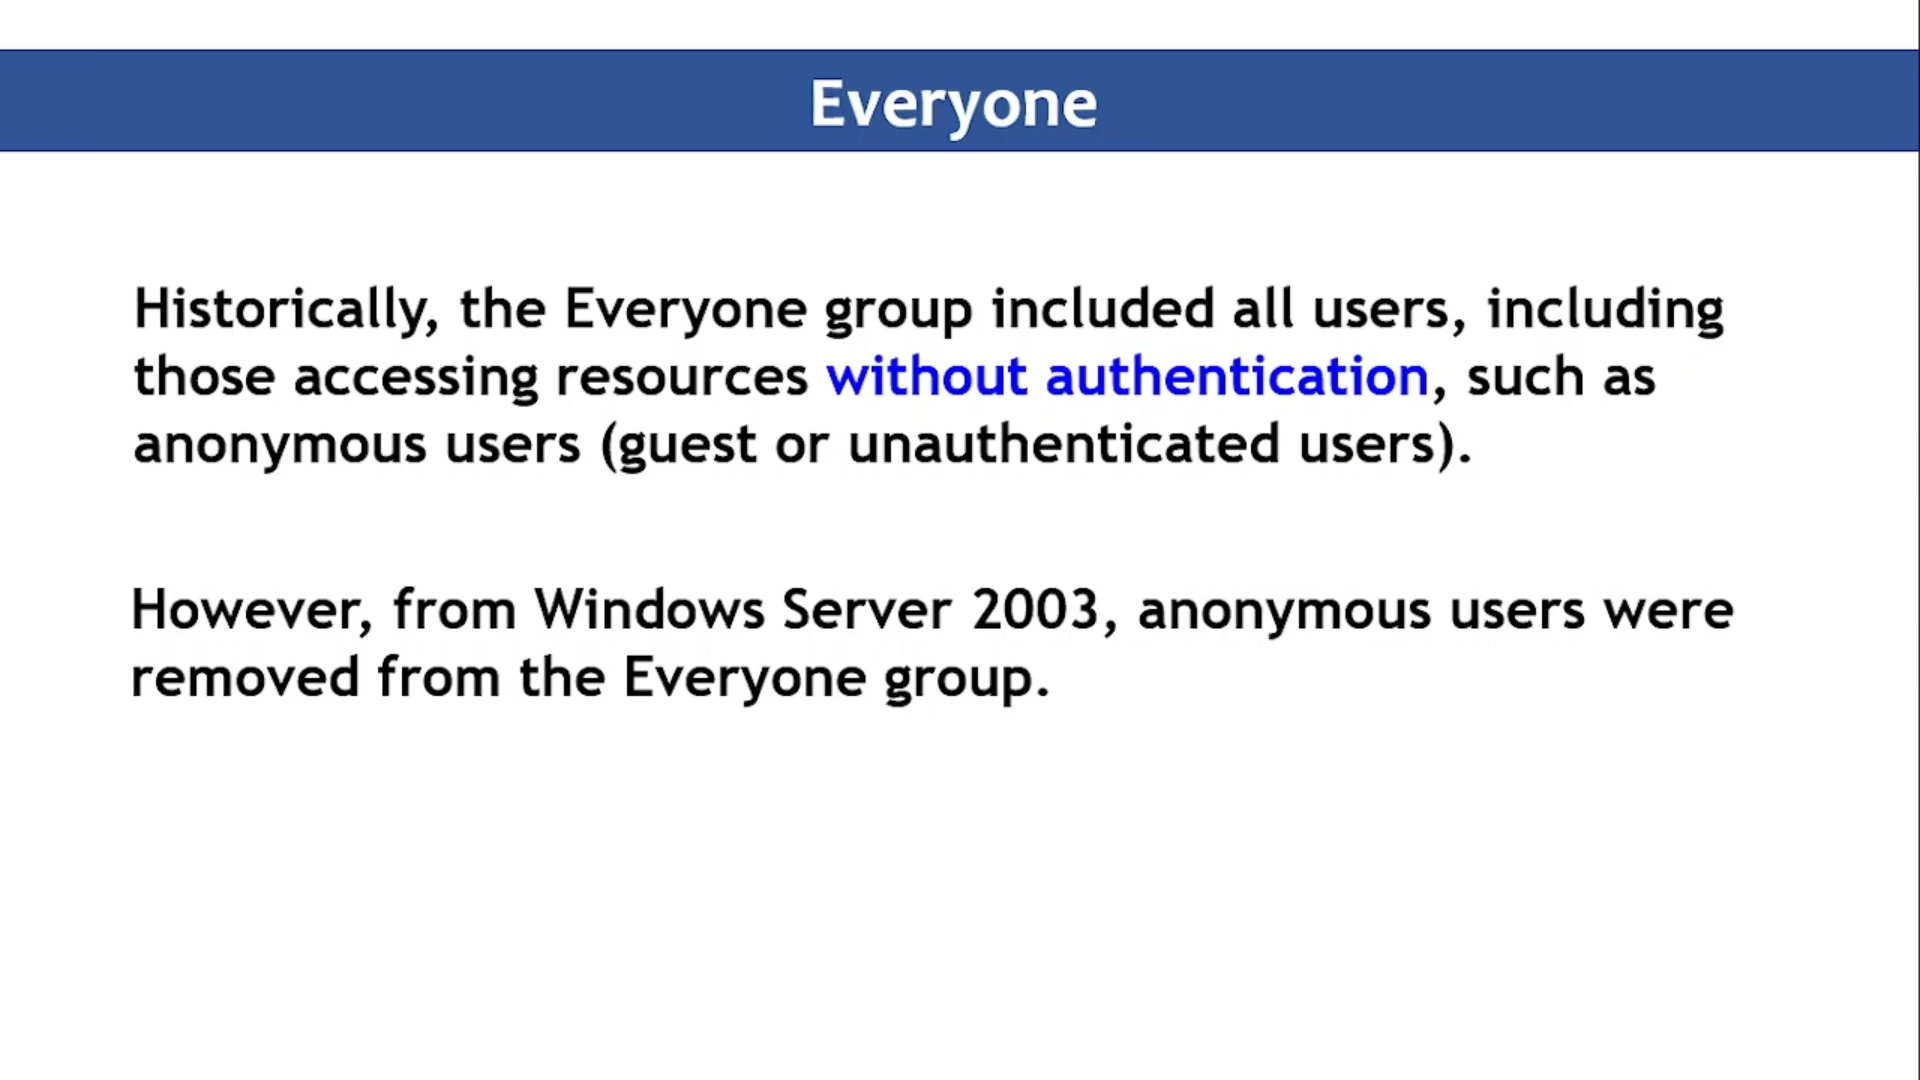 Everyone
Historically, the Everyone group included all users, including
those accessing resources without authentication, such as
anonymous users (guest or unauthenticated users).
However, from Windows Server 2003, anonymous users were
removed from the Everyone group.